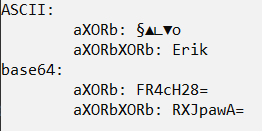 ASCII:
aXORb: §▲∟▼o
aXORbXORb: Erik
base64:
aXORb: FR4cH28=
aXORbXORb: RXJpawA=